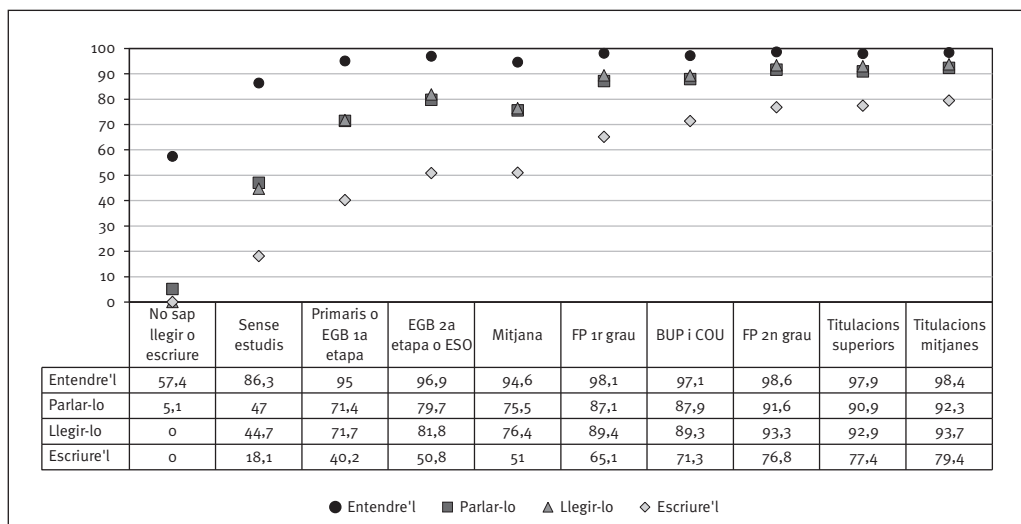 100
90
80
70
60
50
40
30
20
10
0
No sap
llegir o
escriure
Sense
estudis
Primaris o
EGB 1a
etapa
EGB 2a
etapa o ESO
Mitjana
FP 1r grau
BUP i COU
FP 2n grau
Titulacions
superiors
Titulacions
mitjanes
Entendre'l 57,4 86,3 95 96,9 94,6 98,1 97,1 98,6 97,9 98,4
Parlar-lo 5,1 47 71,4 79,7 75,5 87,1 87,9 91,6 90,9 92,3
Llegir-lo 0 44,7 71,7 81,8 76,4 89,4 89,3 93,3 92,9 93,7
Escriure'l 0 18,1 40,2 50,8 51 65,1 71,3 76,8 77,4 79,4
Entendre'l Parlar-lo Llegir-lo Escriure'l